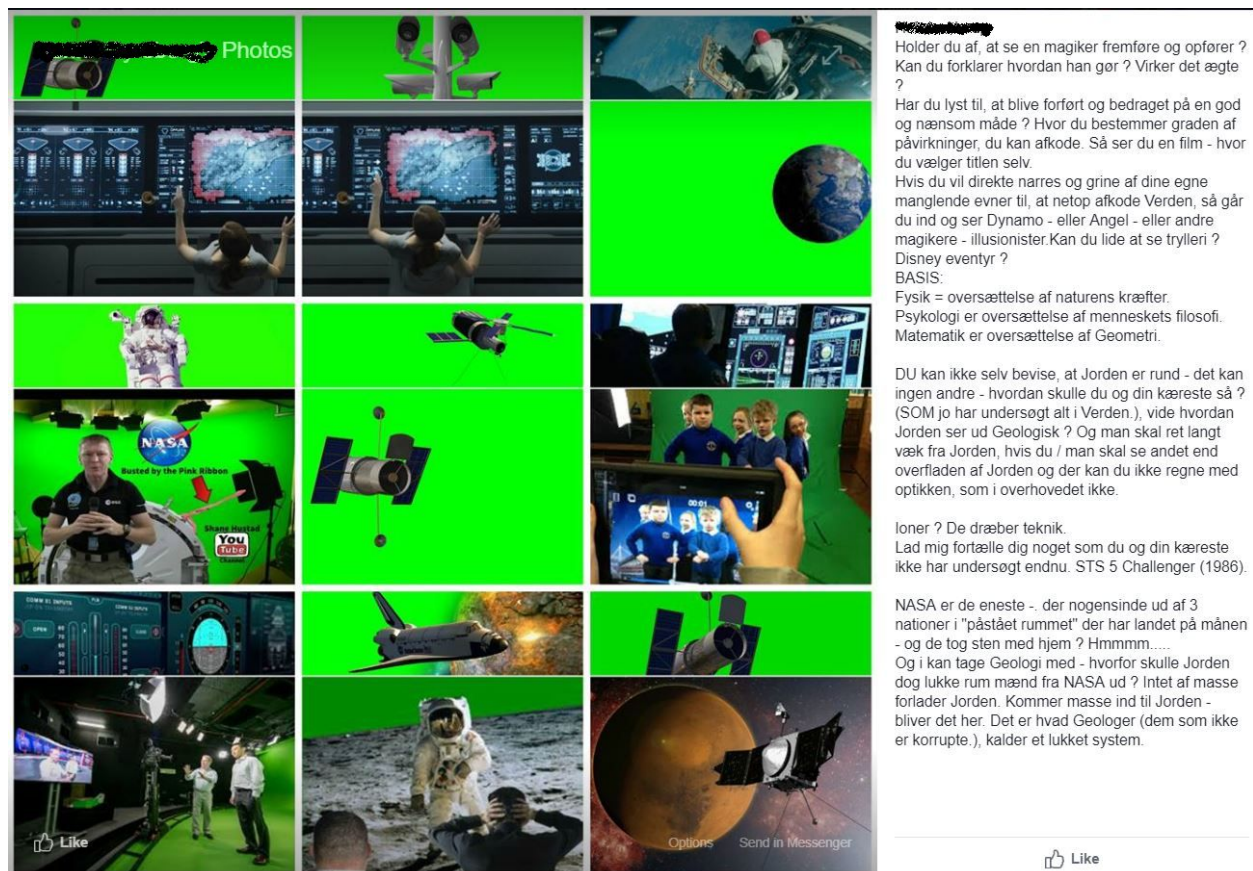 Photos
NASA
Busted by the Pink Ribbon
Shane Hustad
You
Tube
Channel
esa
00:01
COMM 01 INPUTS
OPEN
Like
Options Send in Messenger
Holder du af, at se en magiker fremføre og opfører ?
Kan du forklarer hvordan han gør ? Virker det ægte
?
Har du lyst til, at blive forført og bedraget på en god
og nænsom måde ? Hvor du bestemmer graden af
påvirkninger, du kan afkode. Så ser du en film - hvor
du vælger titlen selv.
Hvis du vil direkte narres og grine af dine egne
manglende evner til, at netop afkode Verden, så går
du ind og ser Dynamo - eller Angel - eller andre
magikere - illusionister.Kan du lide at se trylleri ?
Disney eventyr ?
BASIS:
Fysik = oversættelse af naturens kræfter.
Psykologi er oversættelse af menneskets filosofi.
Matematik er oversættelse af Geometri.
DU kan ikke selv bevise, at Jorden er rund - det kan
ingen andre - hvordan skulle du og din kæreste så ?
(SOM jo har undersøgt alt i Verden.), vide hvordan
Jorden ser ud Geologisk ? Og man skal ret langt
væk fra Jorden, hvis du / man skal se andet end
overfladen af Jorden og der kan du ikke regne med
optikken, som i overhovedet ikke.
Ioner ? De dræber teknik.
Lad mig fortælle dig noget som du og din kæreste
ikke har undersøgt endnu. STS 5 Challenger (1986).
NASA er de eneste -. der nogensinde ud af 3
nationer i "påstået rummet" der har landet på månen
- og de tog sten med hjem ? Hmmmm.....
Og i kan tage Geologi med - hvorfor skulle Jorden
dog lukke rum mænd fra NASA ud ? Intet af masse
forlader Jorden. Kommer masse ind til Jorden -
bliver det her. Det er hvad Geologer (dem som ikke
er korrupte.), kalder et lukket system.
Like